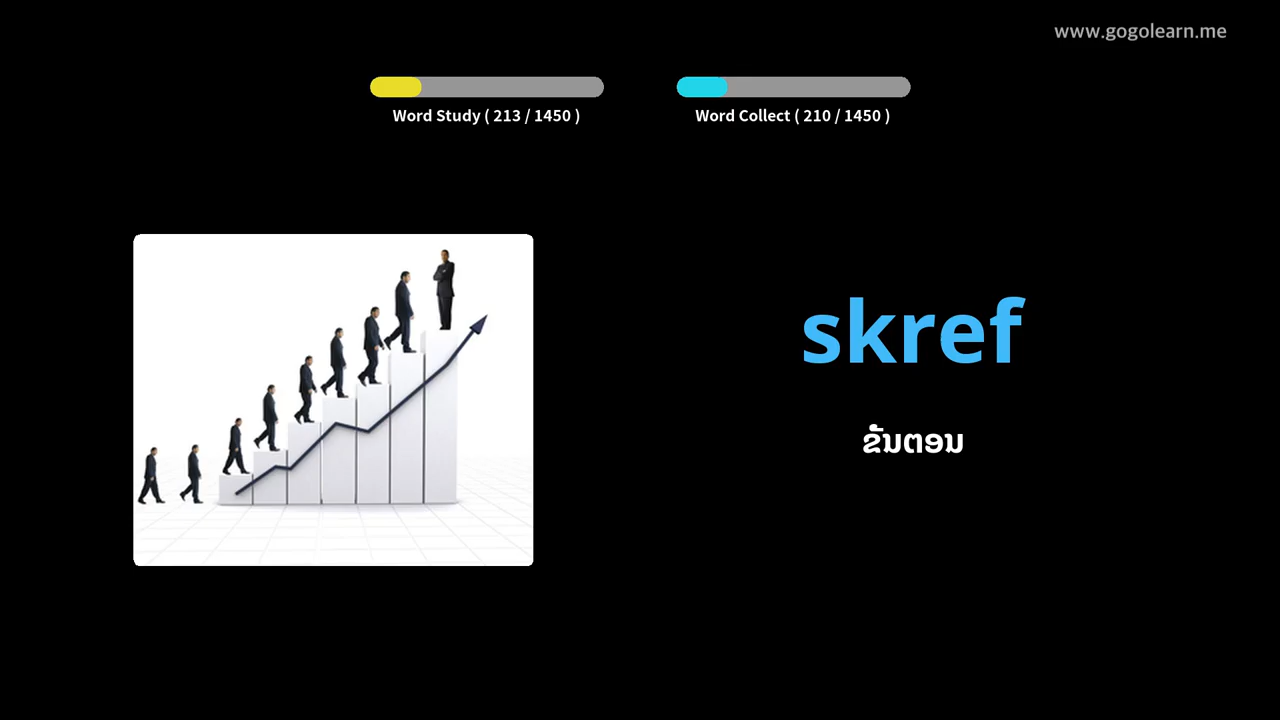 www.gogolearn.me
Word Study ( 213 / 1450 )
Word Collect ( 210 / 1450 )
skref
ຂັ້ນຕອນ